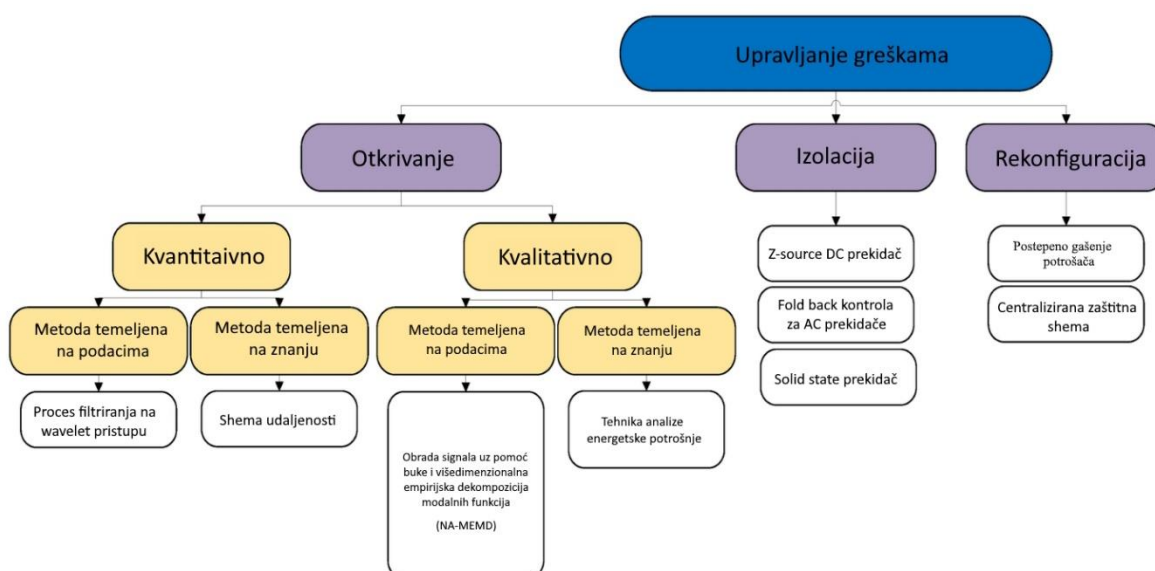 Upravljanje greškama
Otkrivanje
Izolacija
Rekonfiguracija
Kvantitaivno
Kvalitativno
Metoda temeljena
na podacima
Metoda temeljena
na znanju
Metoda temeljena
na podacima
Metoda temeljena
na znanju
Proces filtriranja na
wavelet pristupu
Shema udaljenosti
Obrada signala uz pomoć
buke i višedimenzionalna
empirijska dekompozicija
modalnih funkcija
(NA-MEMD)
Tehnika analize
energetske potrošnje
Z-source DC prekidač
Fold back kontrola
za AC prekidače
Solid state prekidač
Postepeno gašenje
potrošača
Centralizirana zaštitna
shema